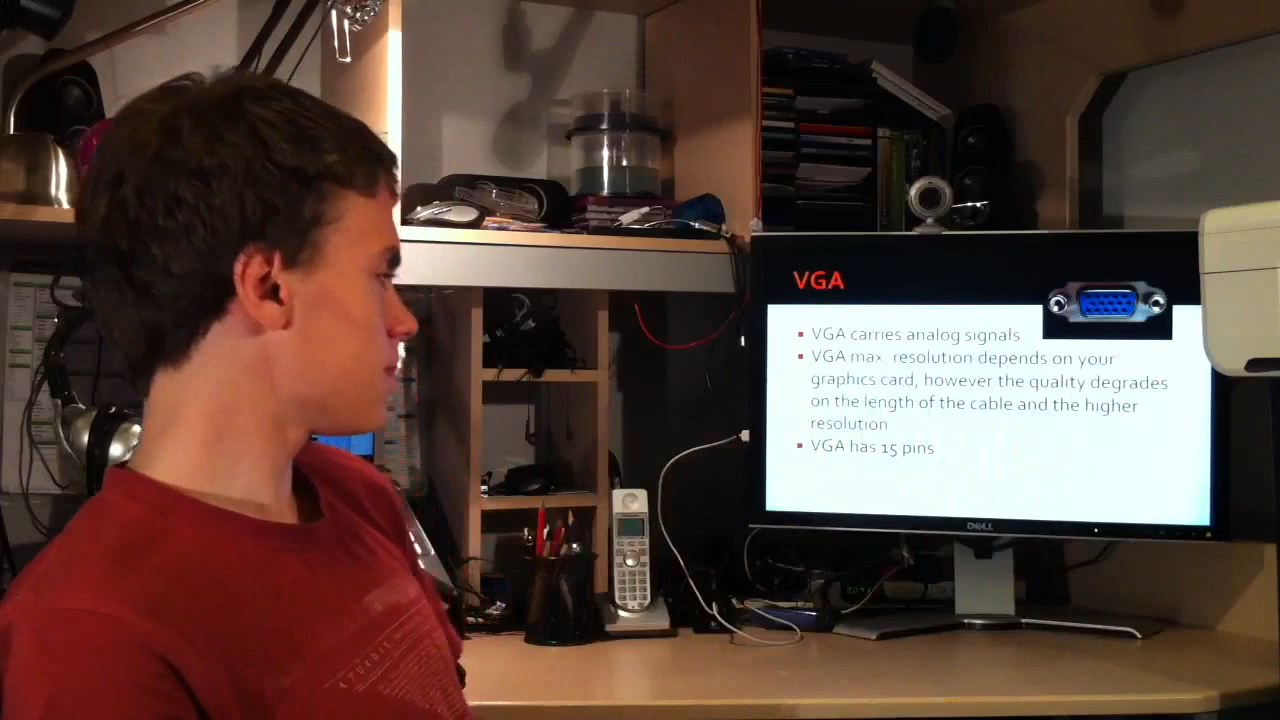 VGA
▪ VGA carries analog signals
▪ VGA max. resolution depends on your
graphics card, however the quality degrades
on the length of the cable and the higher
resolution
▪ VGA has 15 pins
DELL